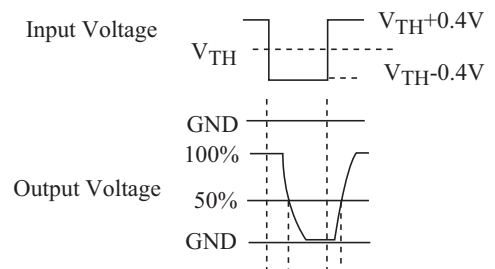 Input Voltage
V_TH+0.4V
V_TH
V_TH-0.4V
GND
100%
Output Voltage
50%
GND